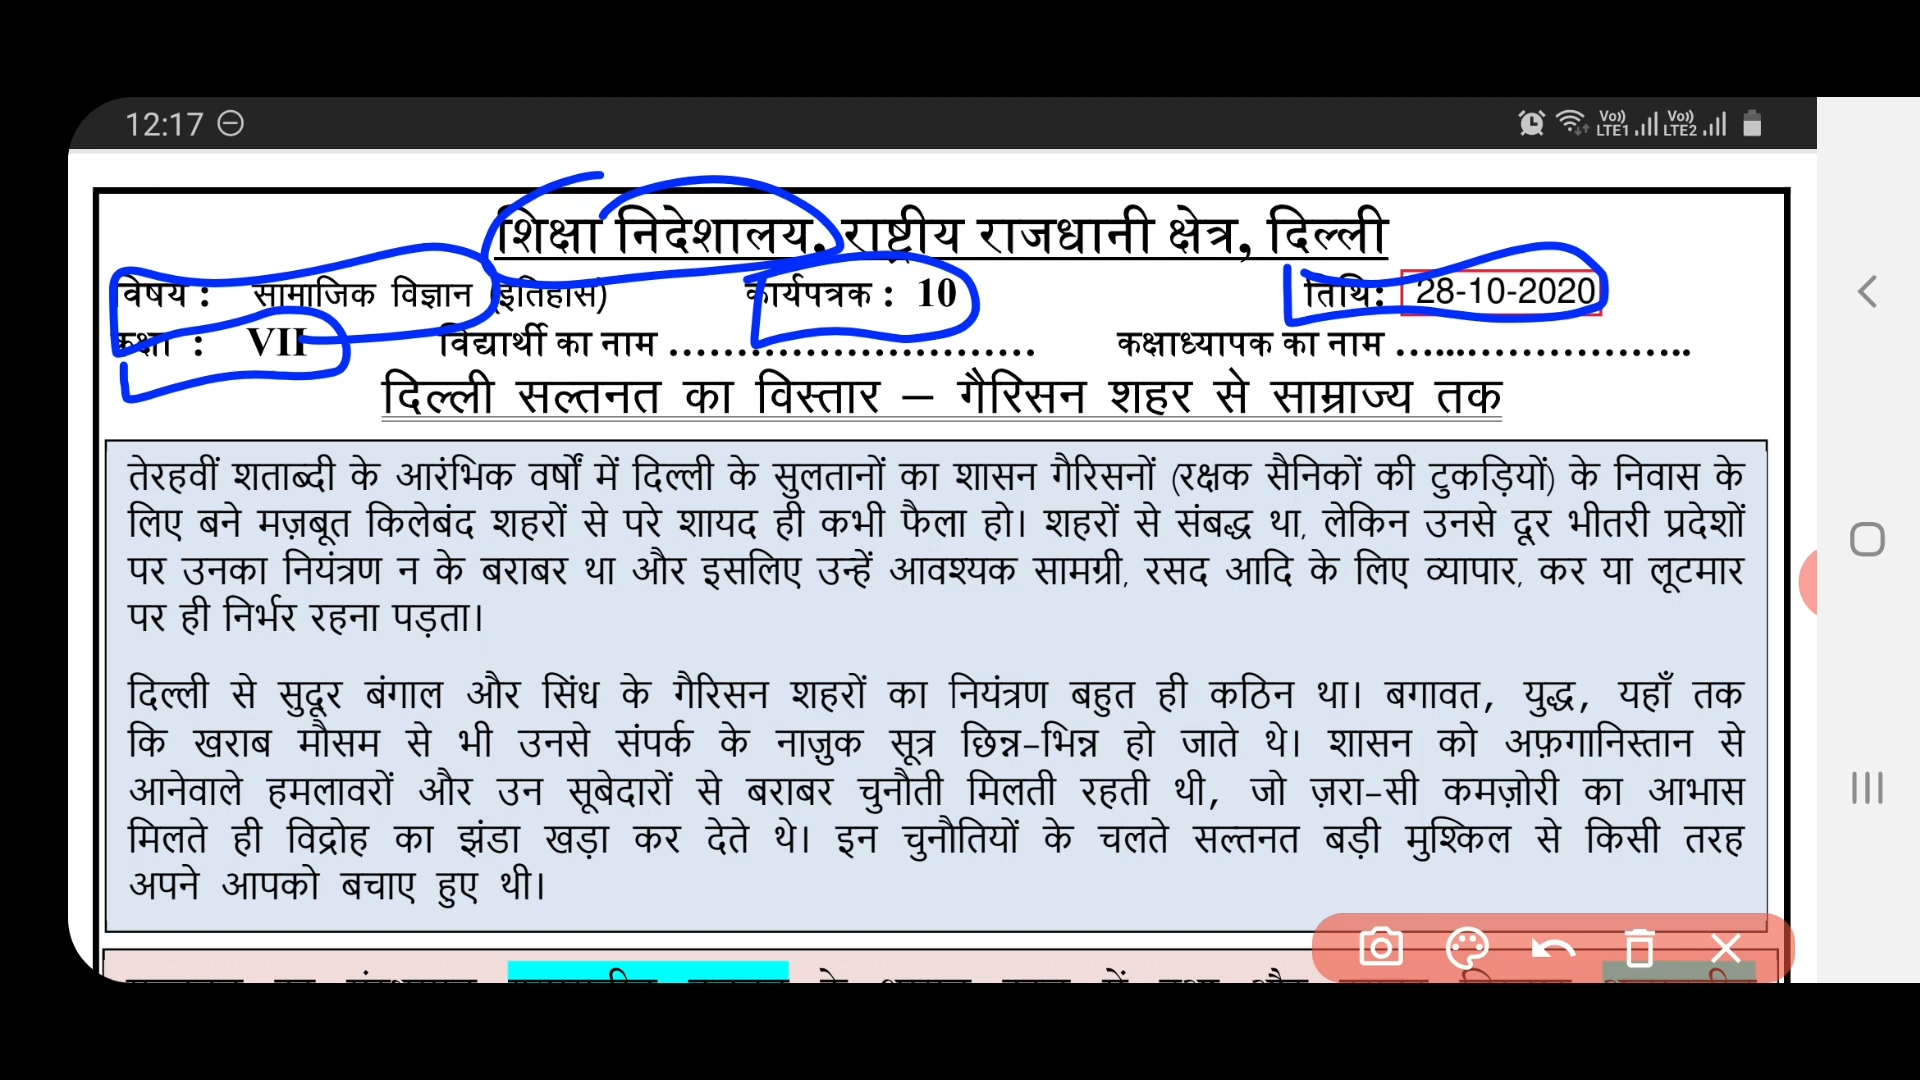 12:17
Vo)) LTE1 Vo)) LTE2
शिक्षा निदेशालय, राष्ट्रीय राजधानी क्षेत्र, दिल्ली
विषय : सामाजिक विज्ञान (इतिहास) कार्यपत्रक : 10 तिथि: 28-10-2020
कक्षा : VII विद्यार्थी का नाम ........................... कक्षाध्यापक का नाम ......................
दिल्ली सल्तनत का विस्तार – गैरिसन शहर से साम्राज्य तक
तेरहवीं शताब्दी के आरंभिक वर्षों में दिल्ली के सुलतानों का शासन गैरिसनों (रक्षक सैनिकों की टुकड़ियों) के निवास के
लिए बने मज़बूत किलेबंद शहरों से परे शायद ही कभी फैला हो। शहरों से संबद्ध था, लेकिन उनसे दूर भीतरी प्रदेशों
पर उनका नियंत्रण न के बराबर था और इसलिए उन्हें आवश्यक सामग्री, रसद आदि के लिए व्यापार, कर या लूटमार
पर ही निर्भर रहना पड़ता।
दिल्ली से सुदूर बंगाल और सिंध के गैरिसन शहरों का नियंत्रण बहुत ही कठिन था। बगावत, युद्ध, यहाँ तक
कि खराब मौसम से भी उनसे संपर्क के नाज़ुक सूत्र छिन्न-भिन्न हो जाते थे। शासन को अफ़गानिस्तान से
आनेवाले हमलावरों और उन सूबेदारों से बराबर चुनौती मिलती रहती थी, जो ज़रा-सी कमज़ोरी का आभास
मिलते ही विद्रोह का झंडा खड़ा कर देते थे। इन चुनौतियों के चलते सल्तनत बड़ी मुश्किल से किसी तरह
अपने आपको बचाए हुए थी।